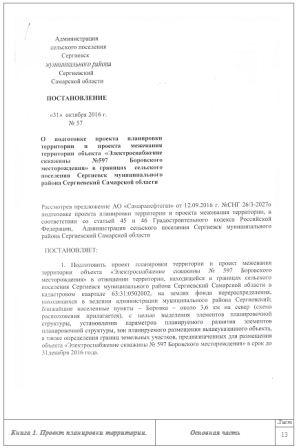 Администрация
сельского поселения
Сергиевск
муниципального района
Сергиевский
Самарской области
ПОСТАНОВЛЕНИЕ
«31» октября 2016 г.
№ 57
О подготовке проекта планировки
территории и проекта межевания
территории объекта «Электроснабжение
скважины №597 Боровского
месторождения» в границах сельского
поселения Сергиевск муниципального
района Сергиевский Самарской области
Рассмотрев предложение АО «Самаранефтегаз» от 12.09.2016 г. №СНГ 26/3-2027о
подготовке проекта планировки территории и проекта межевания территории, в
соответствии со статьей 45 и 46 Градостроительного кодекса Российской
Федерации, Администрация сельского поселения Сергиевск муниципального
района Сергиевский Самарской области
ПОСТАНОВЛЯЕТ:
1. Подготовить проект планировки территории и проект межевания
территории объекта «Электроснабжение скважины № 597 Боровского
месторождения» в отношении территории, находящейся в границах сельского
поселения Сергиевск муниципального района Сергиевский Самарской области в
кадастровом квартале 63:31:0502002, на землях фонда перераспределения,
находящихся в ведении администрации муниципального района Сергиевский;
ближайшие населенные пункты – Боровка – около 3,6 км на север (схема
расположения прилагается), с целью выделения элементов планировочной
структуры, установления параметров планируемого развития элементов
планировочной структуры, зон планируемого размещения вышеуказанного объекта,
а также определения границ земельных участков, предназначенных для размещения
объекта «Электроснабжение скважины № 597 Боровского месторождения» в срок до
31декабря 2016 года.
Книга 1. Проект планировки территории. Основная часть
Лист
13